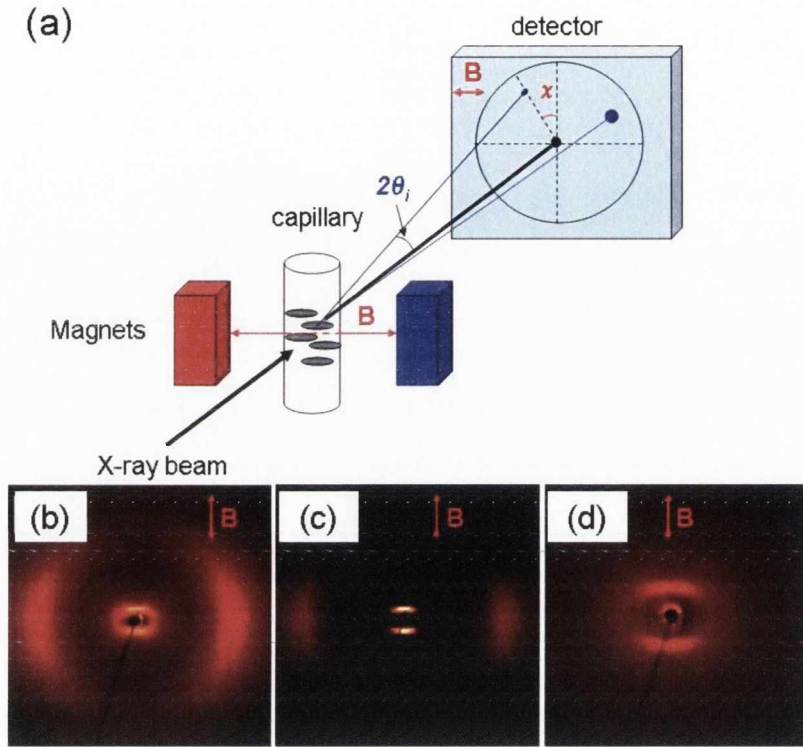 (a)
detector
B
χ
2θi
capillary
B
Magnets
X-ray beam
(b)
B
(c)
B
(d)
B